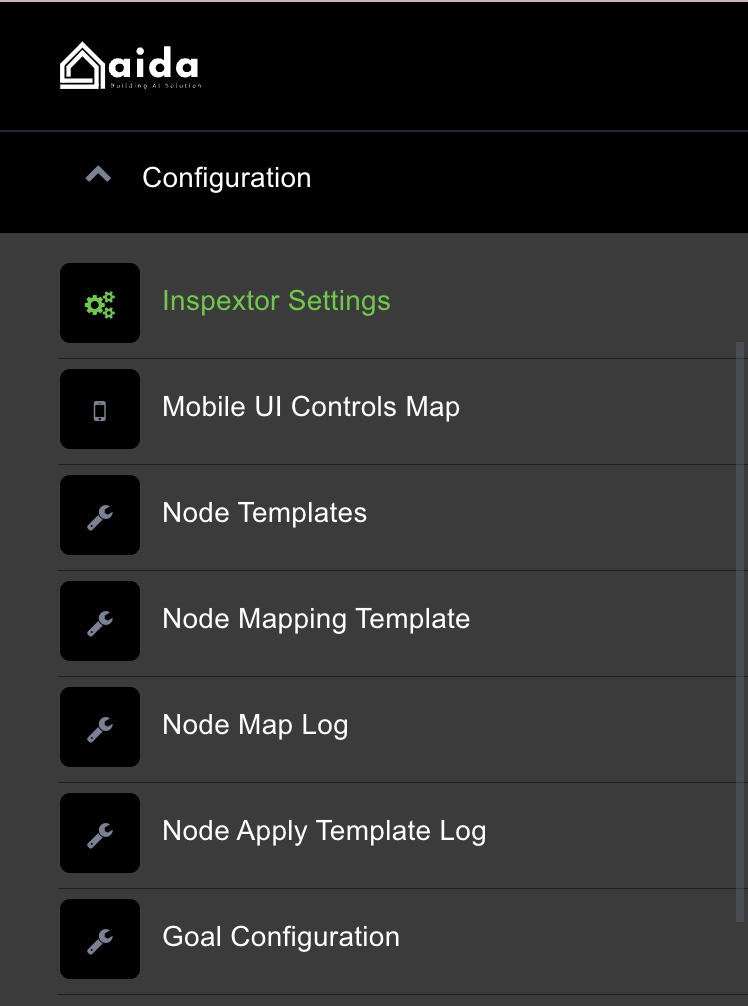 aida
Building AI Solution
Configuration
Inspextor Settings
Mobile UI Controls Map
Node Templates
Node Mapping Template
Node Map Log
Node Apply Template Log
Goal Configuration